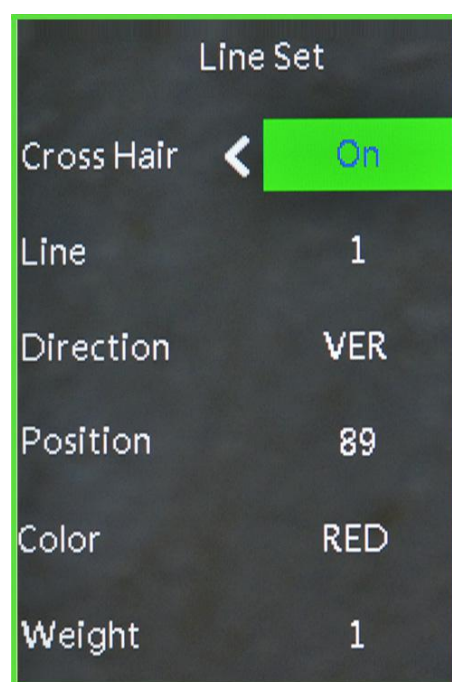 Line Set
Cross Hair < On
Line 1
Direction VER
Position 89
Color RED
Weight 1